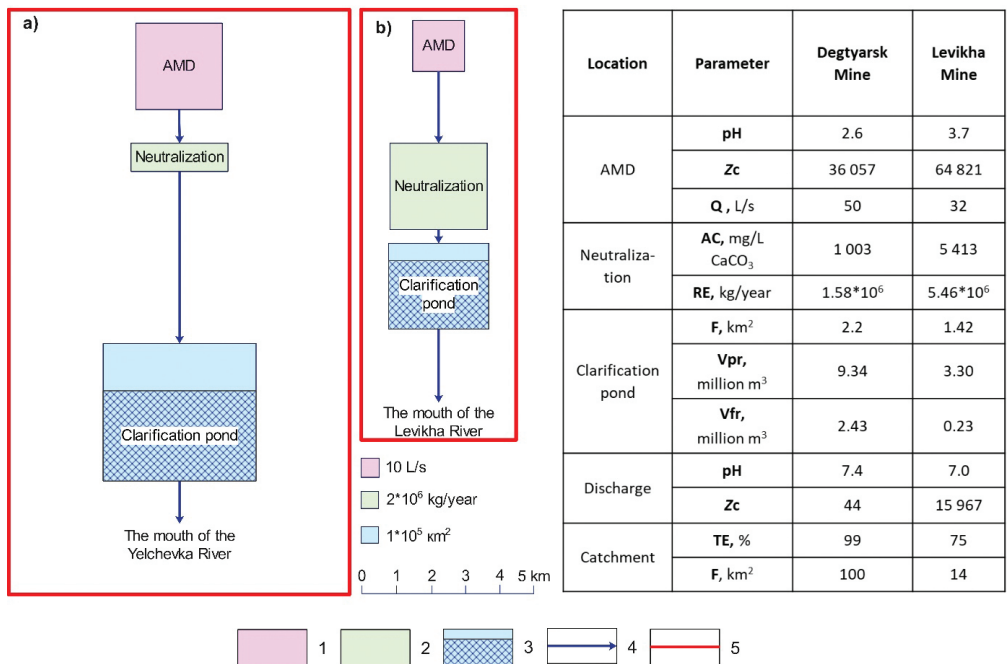 a)
AMD
Neutralization
Clarification pond
The mouth of the
Yelchevka River
b)
AMD
Neutralization
Clarification
pond
The mouth of the
Levikha River
10 L/s
2*10⁶ kg/year
1*10⁵ км²
0 1 2 3 4 5 km
Location Parameter Degtyarsk Mine Levikha Mine
AMD pH 2.6 3.7
Zc 36 057 64 821
Q , L/s 50 32
Neutraliza-
tion
AC, mg/L
CaCO₃
1 003 5 413
RE, kg/year 1.58*10⁶ 5.46*10⁶
Clarification
pond
F, km² 2.2 1.42
Vpr,
million m³
9.34 3.30
Vfr,
million m³
2.43 0.23
Discharge pH 7.4 7.0
Zc 44 15 967
Catchment TE, % 99 75
F, km² 100 14
1 2 3 4 5